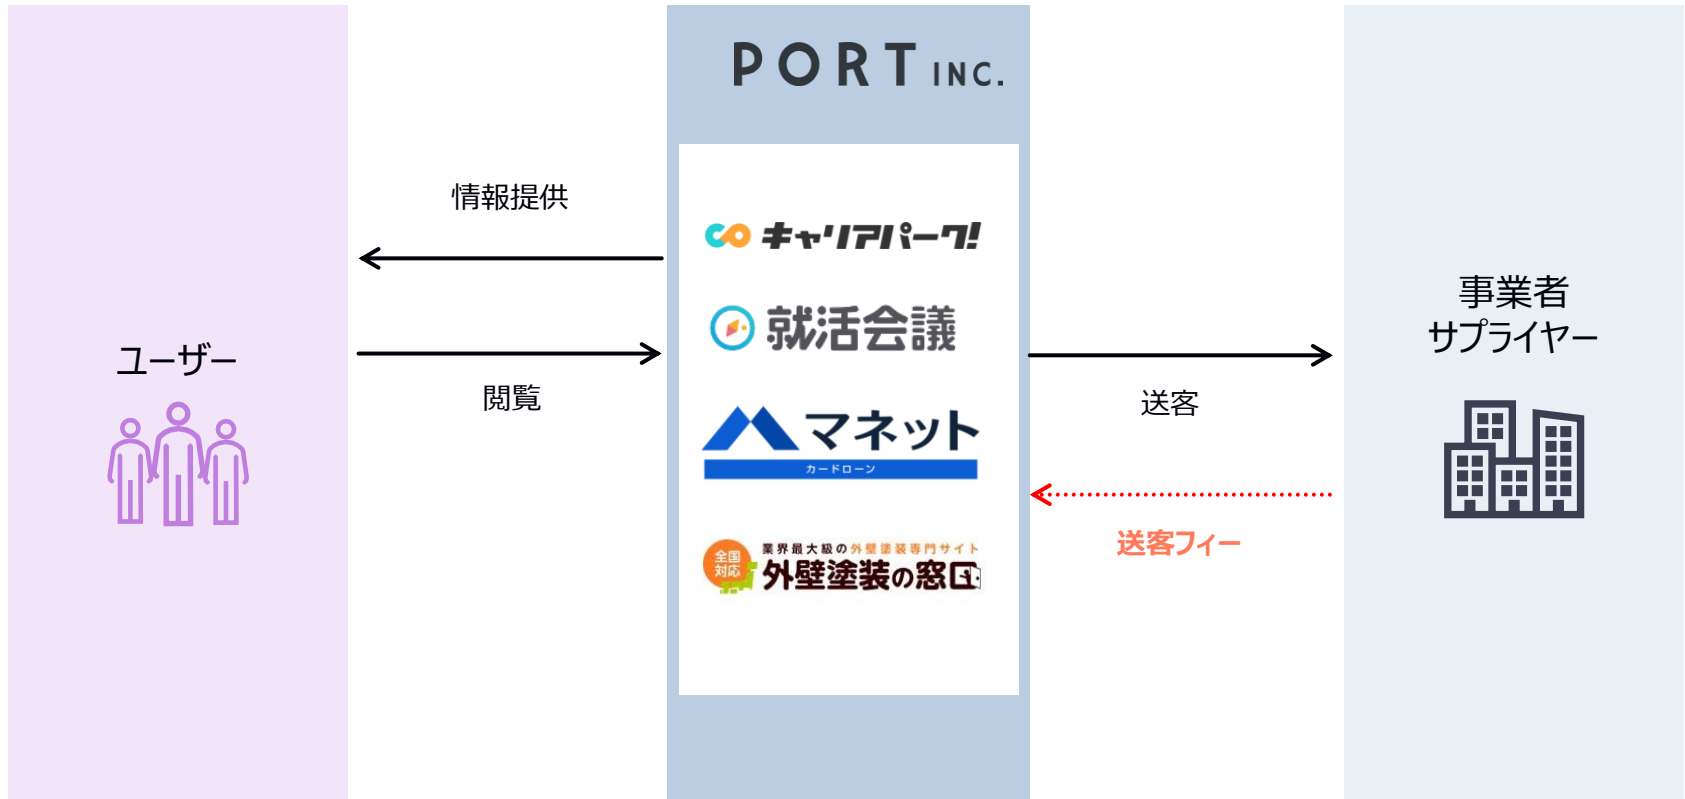 PORT INC.
情報提供
閲覧
ユーザー
キャリアパーク!
就活会議
マネット
カードローン
全国
対応
業界最大級の外壁塗装専門サイト
外壁塗装の窓口
送客
送客フィー
事業者
サプライヤー